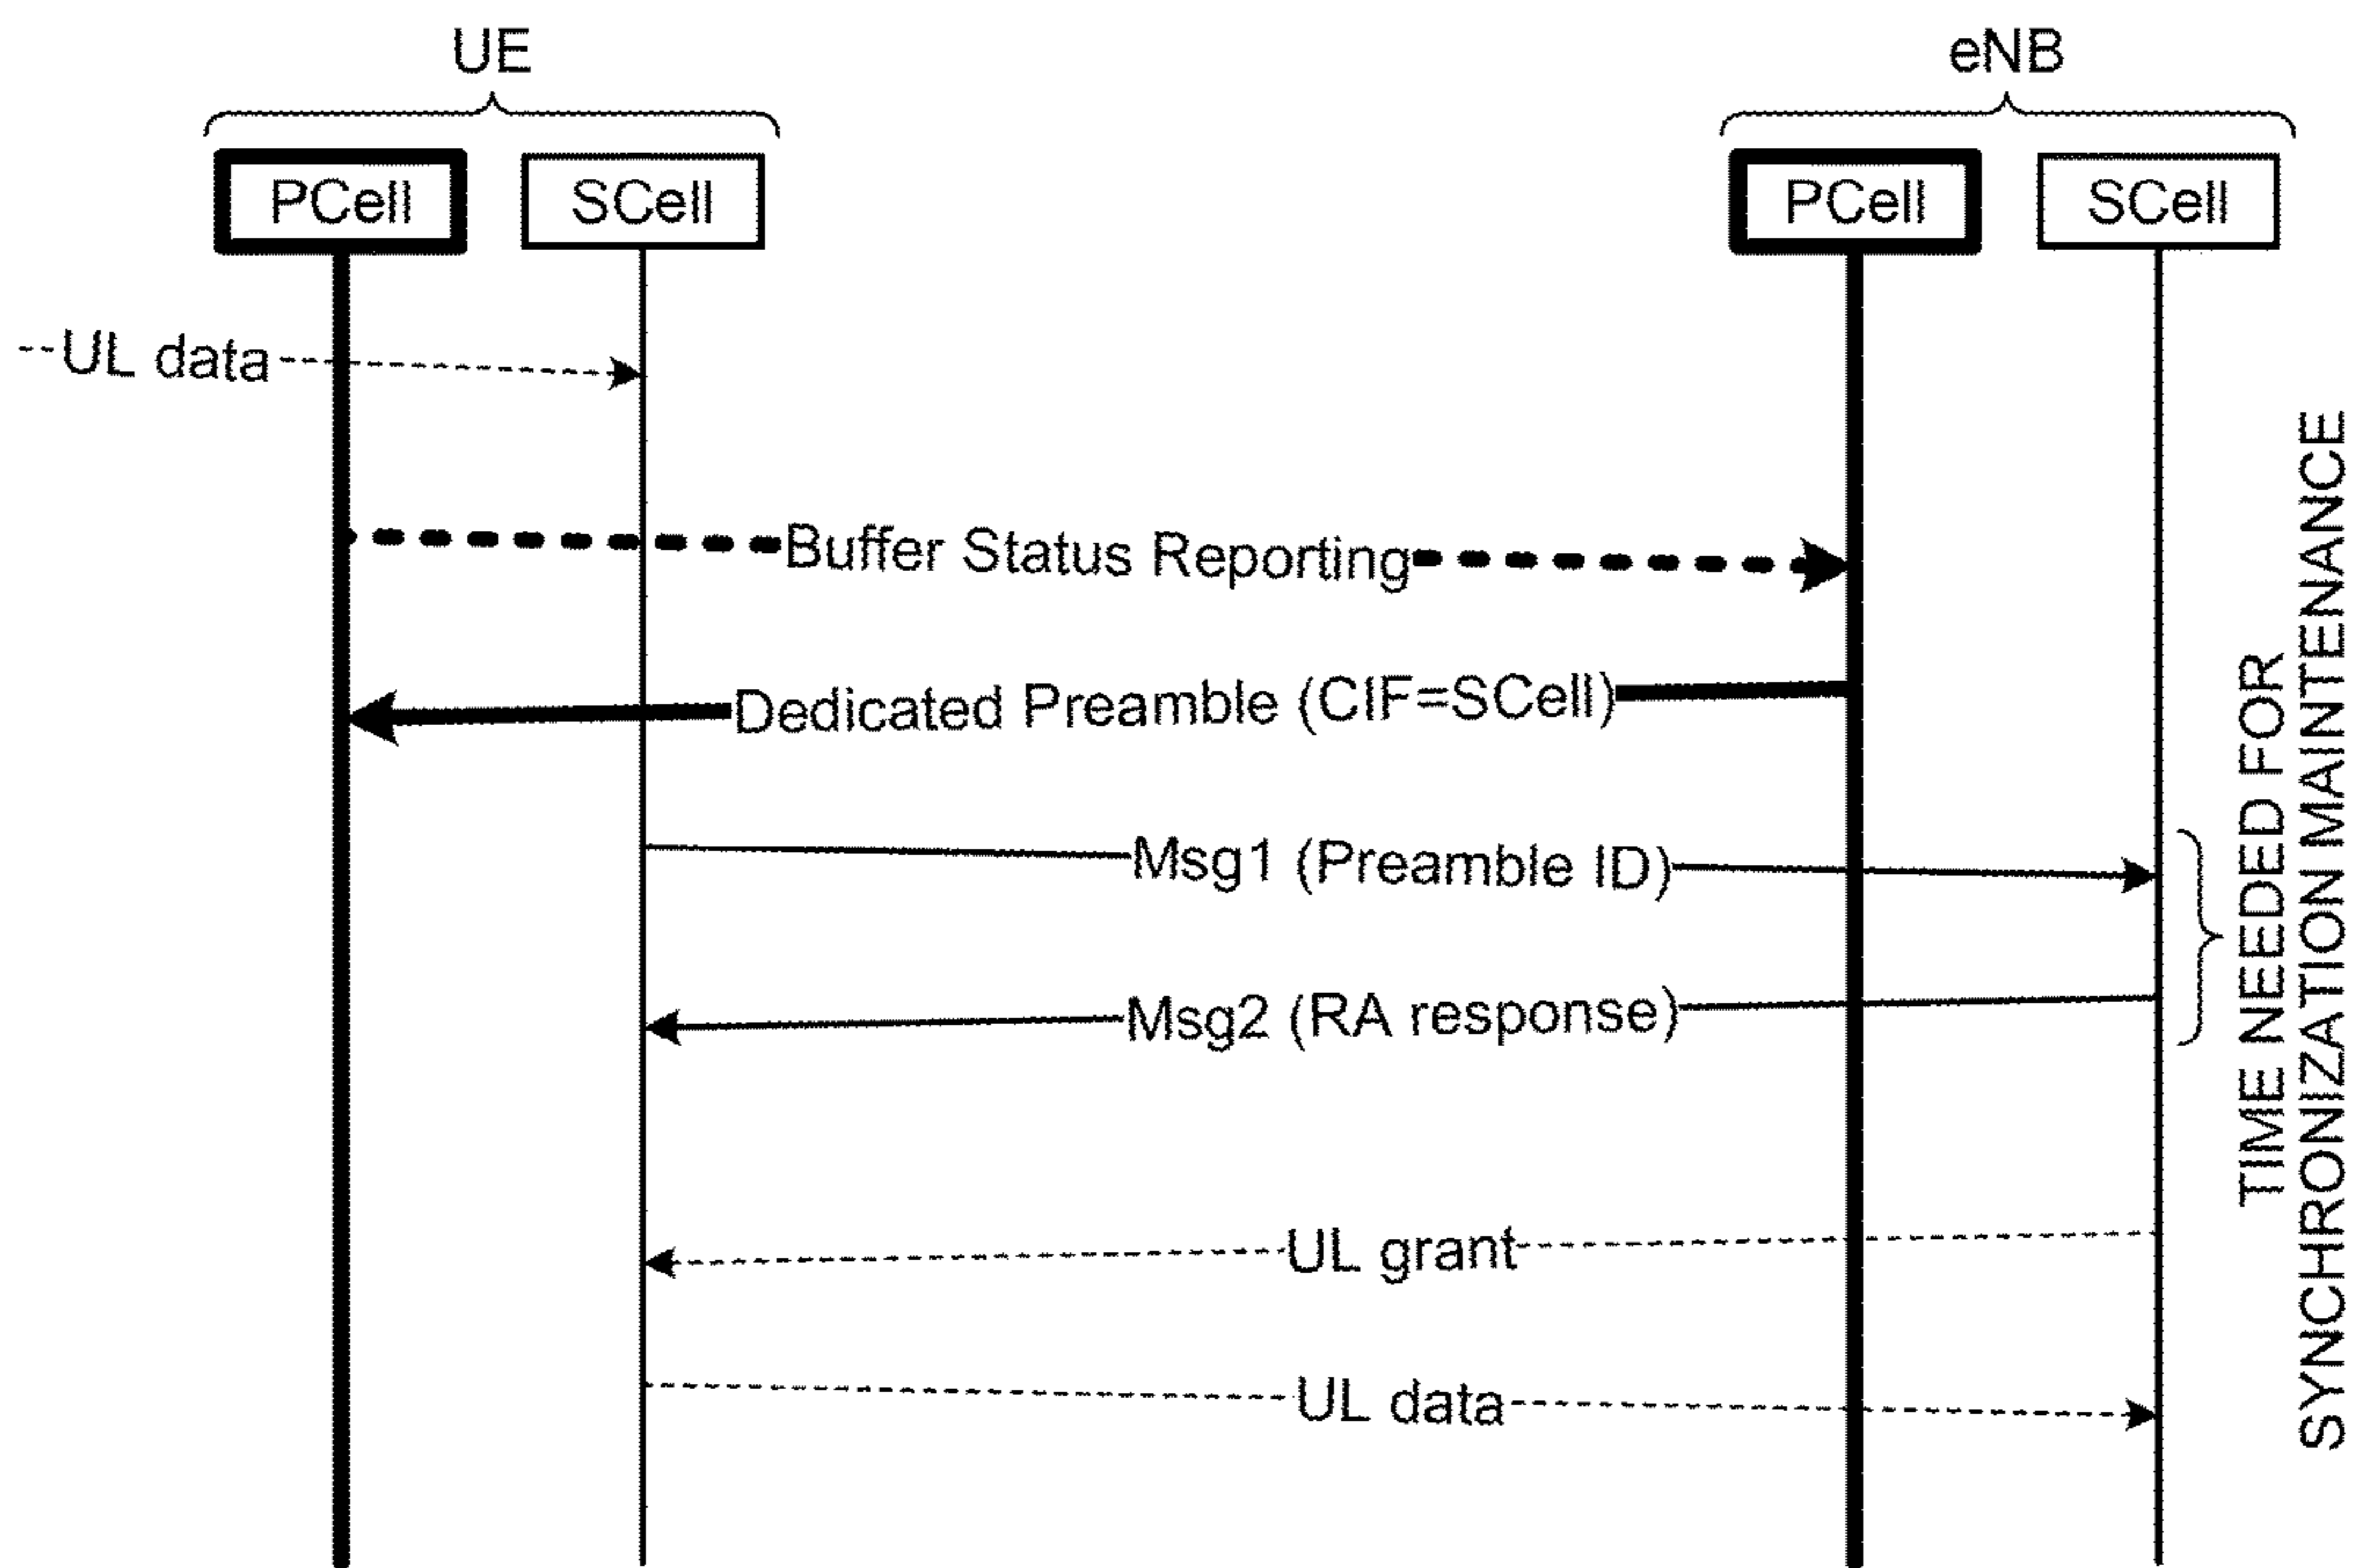 UE
eNB
PCell
SCell
PCell
SCell
UL data
Buffer Status Reporting
Dedicated Preamble (CIF=SCell)
Msg1 (Preamble ID)
Msg2 (RA response)
UL grant
UL data
TIME NEEDED FOR
SYNCHRONIZATION MAINTENANCE